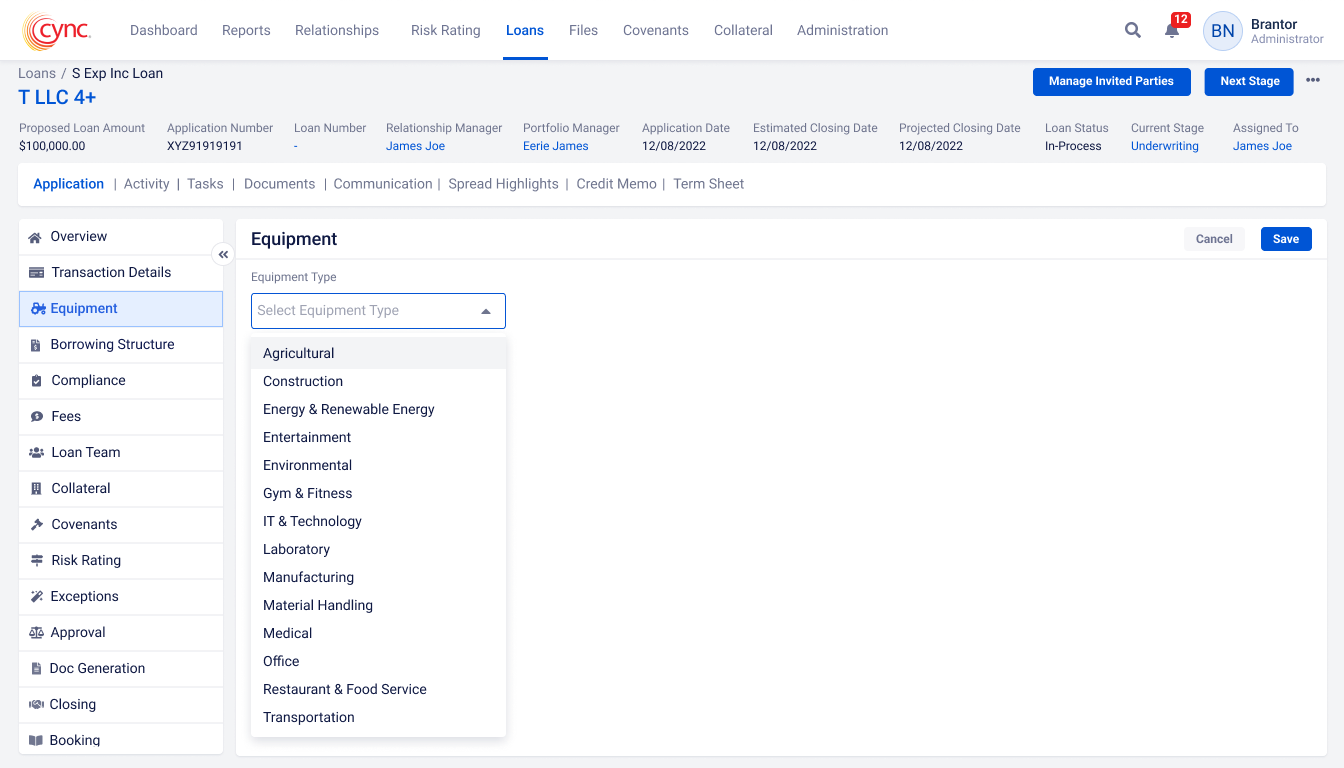 cync
Dashboard Reports Relationships Risk Rating Loans Files Covenants Collateral Administration
12
BN
Brantor
Administrator
Loans / S Exp Inc Loan
T LLC 4+
Manage Invited Parties
Next Stage
Proposed Loan Amount Application Number Loan Number Relationship Manager Portfolio Manager Application Date Estimated Closing Date Projected Closing Date Loan Status Current Stage Assigned To
$100,000.00 XYZ91919191 - James Joe Eerie James 12/08/2022 12/08/2022 12/08/2022 In-Process Underwriting James Joe
Application | Activity | Tasks | Documents | Communication | Spread Highlights | Credit Memo | Term Sheet
Overview
Transaction Details
Equipment
Borrowing Structure
Compliance
Fees
Loan Team
Collateral
Covenants
Risk Rating
Exceptions
Approval
Doc Generation
Closing
Booking
Equipment
Cancel
Save
Equipment Type
Select Equipment Type
Agricultural
Construction
Energy & Renewable Energy
Entertainment
Environmental
Gym & Fitness
IT & Technology
Laboratory
Manufacturing
Material Handling
Medical
Office
Restaurant & Food Service
Transportation